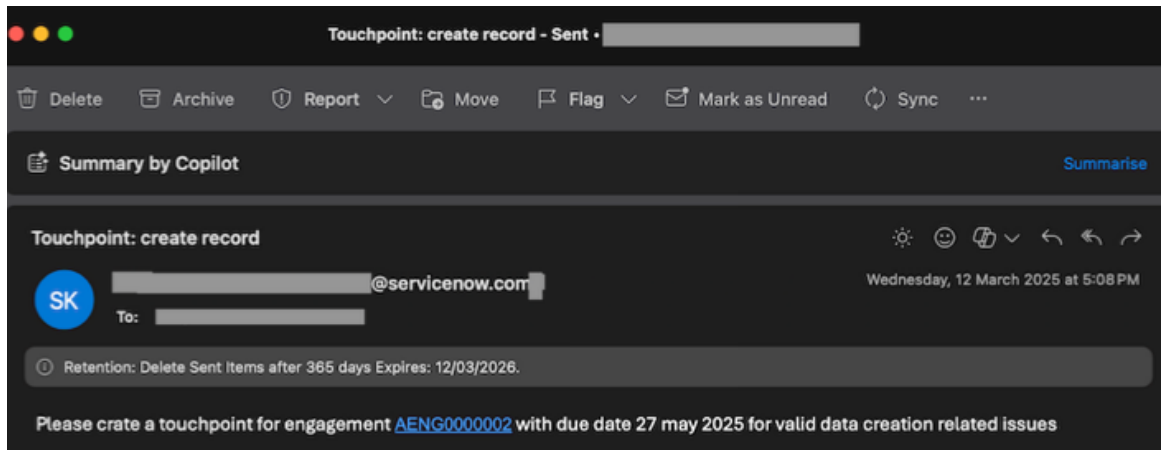 Touchpoint: create record - Sent •
Delete Archive Report Move Flag Mark as Unread Sync ...
Summary by Copilot Summarise
Touchpoint: create record
@servicenow.com
Wednesday, 12 March 2025 at 5:08 PM
SK
To:
Retention: Delete Sent Items after 365 days Expires: 12/03/2026.
Please crate a touchpoint for engagement AENG0000002 with due date 27 may 2025 for valid data creation related issues